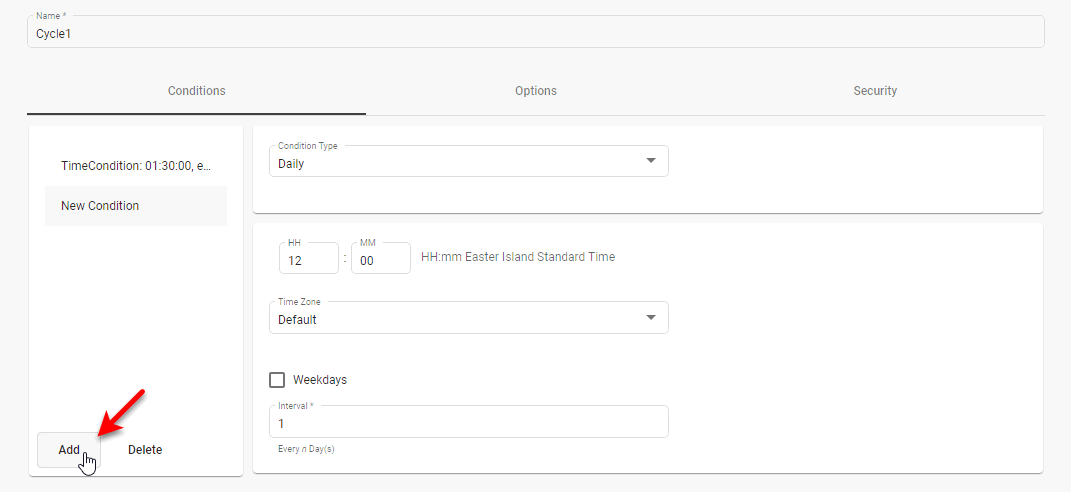 Name *
Cycle1
Conditions Options Security
TimeCondition: 01:30:00, e...
New Condition
Add Delete
Condition Type
Daily
HH MM
12 : 00 HH:mm Easter Island Standard Time
Time Zone
Default
Weekdays
Interval *
1
Every n Day(s)